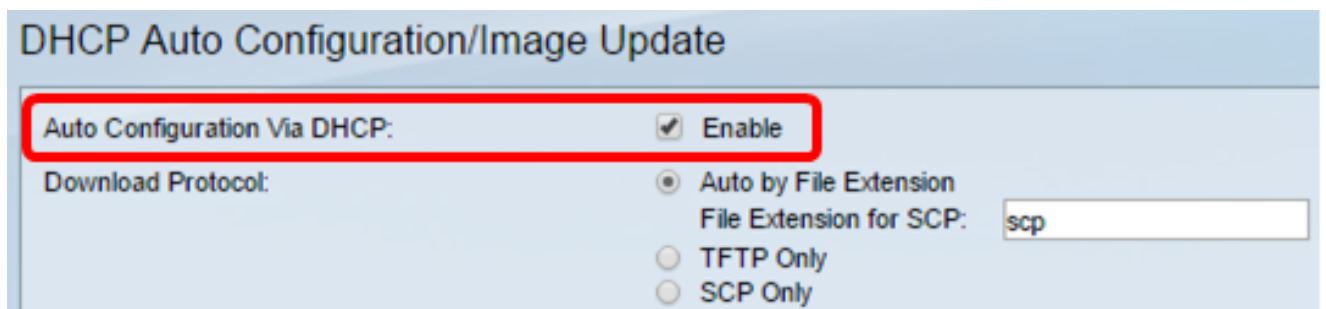 DHCP Auto Configuration/Image Update
Auto Configuration Via DHCP: Enable
Download Protocol: Auto by File Extension
File Extension for SCP: scp
TFTP Only
SCP Only